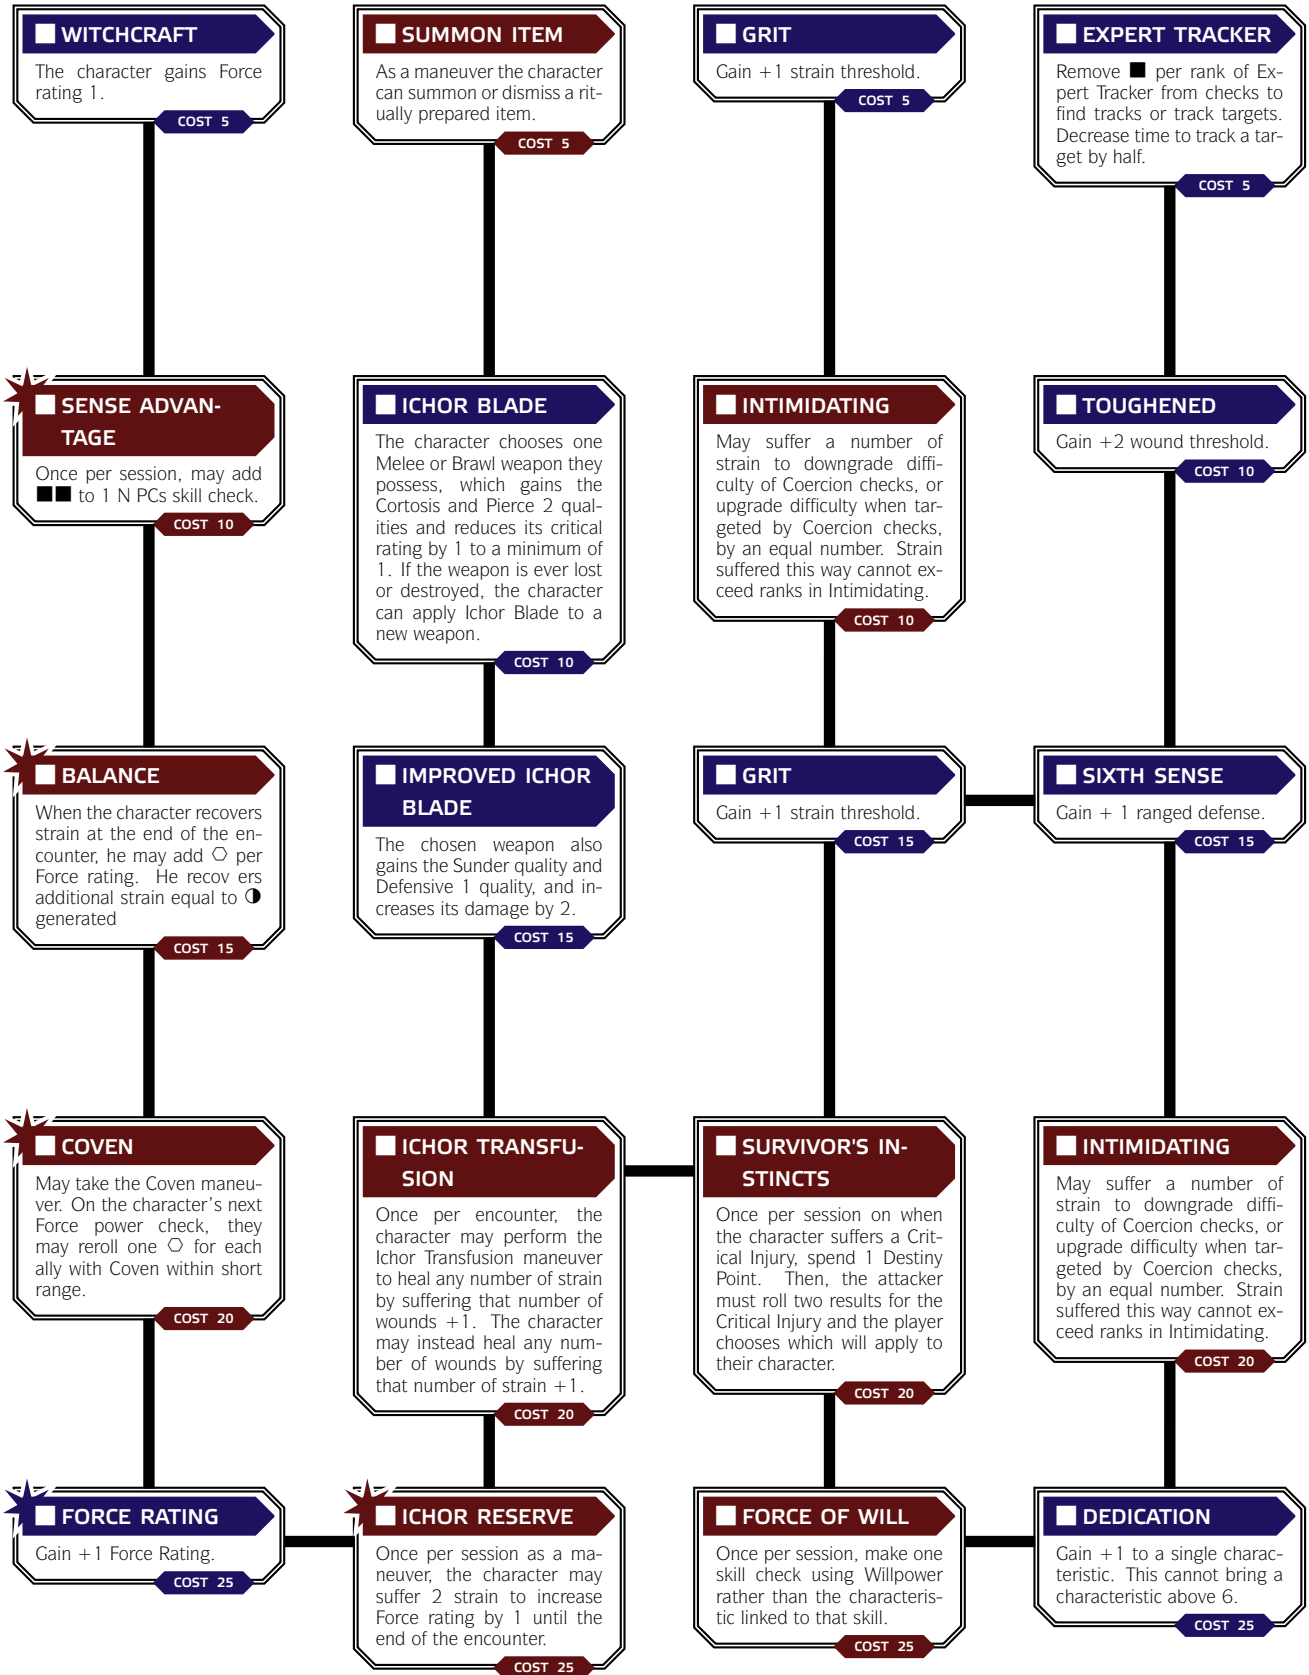 WITCHCRAFT
The character gains Force
rating 1.
COST 5
SUMMON ITEM
As a maneuver the character
can summon or dismiss a rit-
ually prepared item.
COST 5
GRIT
Gain +1 strain threshold.
COST 5
EXPERT TRACKER
Remove ■ per rank of Ex-
pert Tracker from checks to
find tracks or track targets.
Decrease time to track a tar-
get by half.
COST 5
SENSE ADVAN-
TAGE
Once per session, may add
■■ to 1 N PCs skill check.
COST 10
ICHOR BLADE
The character chooses one
Melee or Brawl weapon they
possess, which gains the
Cortosis and Pierce 2 qual-
ities and reduces its critical
rating by 1 to a minimum of
1. If the weapon is ever lost
or destroyed, the character
can apply Ichor Blade to a
new weapon.
COST 10
INTIMIDATING
May suffer a number of
strain to downgrade diffi-
culty of Coercion checks, or
upgrade difficulty when tar-
geted by Coercion checks,
by an equal number. Strain
suffered this way cannot ex-
ceed ranks in Intimidating.
COST 10
TOUGHENED
Gain +2 wound threshold.
COST 10
BALANCE
When the character recovers
strain at the end of the en-
counter, he may add ⬡ per
Force rating. He recov ers
additional strain equal to ◑
generated
COST 15
IMPROVED ICHOR
BLADE
The chosen weapon also
gains the Sunder quality and
Defensive 1 quality, and in-
creases its damage by 2.
COST 15
GRIT
Gain +1 strain threshold.
COST 15
SIXTH SENSE
Gain + 1 ranged defense.
COST 15
COVEN
May take the Coven maneu-
ver. On the character's next
Force power check, they
may reroll one ⬡ for each
ally with Coven within short
range.
COST 20
ICHOR TRANSFU-
SION
Once per encounter, the
character may perform the
Ichor Transfusion maneuver
to heal any number of strain
by suffering that number of
wounds +1. The character
may instead heal any num-
ber of wounds by suffering
that number of strain +1.
COST 20
SURVIVOR'S IN-
STINCTS
Once per session on when
the character suffers a Crit-
ical Injury, spend 1 Destiny
Point. Then, the attacker
must roll two results for the
Critical Injury and the player
chooses which will apply to
their character.
COST 20
INTIMIDATING
May suffer a number of
strain to downgrade diffi-
culty of Coercion checks, or
upgrade difficulty when tar-
geted by Coercion checks,
by an equal number. Strain
suffered this way cannot ex-
ceed ranks in Intimidating.
COST 20
FORCE RATING
Gain +1 Force Rating.
COST 25
ICHOR RESERVE
Once per session as a ma-
neuver, the character may
suffer 2 strain to increase
Force rating by 1 until the
end of the encounter.
COST 25
FORCE OF WILL
Once per session, make one
skill check using Willpower
rather than the characteris-
tic linked to that skill.
COST 25
DEDICATION
Gain +1 to a single charac-
teristic. This cannot bring a
characteristic above 6.
COST 25